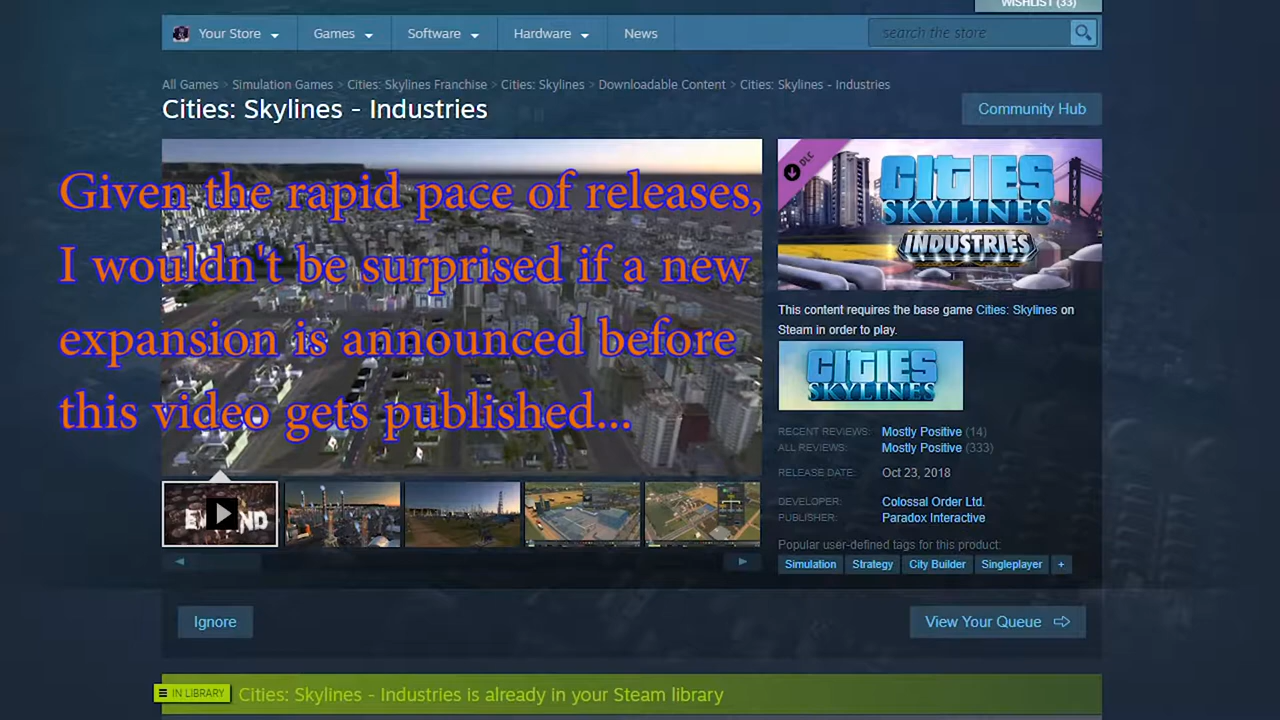 WISHLIST (33)
Your Store
Games
Software
Hardware
News
search the store
All Games > Simulation Games > Cities: Skylines Franchise > Cities: Skylines > Downloadable Content > Cities: Skylines - Industries
Cities: Skylines - Industries
Community Hub
Given the rapid pace of releases,
I wouldn't be surprised if a new
expansion is announced before
this video gets published...
DLC
CITIES
SKYLINES
INDUSTRIES
This content requires the base game Cities: Skylines on
Steam in order to play.
CITIES
SKYLINES
RECENT REVIEWS: Mostly Positive (14)
ALL REVIEWS: Mostly Positive (333)
RELEASE DATE: Oct 23, 2018
DEVELOPER: Colossal Order Ltd.
PUBLISHER: Paradox Interactive
Popular user-defined tags for this product:
Simulation Strategy City Builder Singleplayer +
Ignore
View Your Queue
IN LIBRARY
Cities: Skylines - Industries is already in your Steam library